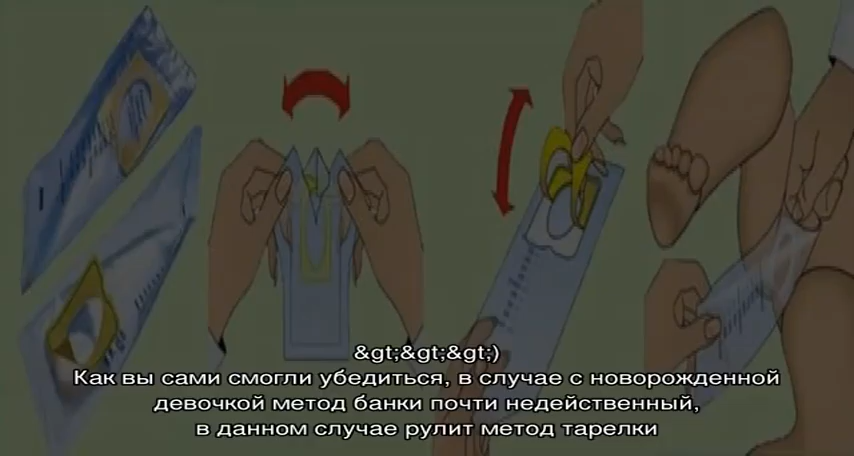 &gt;&gt;&gt;)
Как вы сами смогли убедиться, в случае с новорожденной
девочкой метод банки почти недейственный,
в данном случае рулит метод тарелки